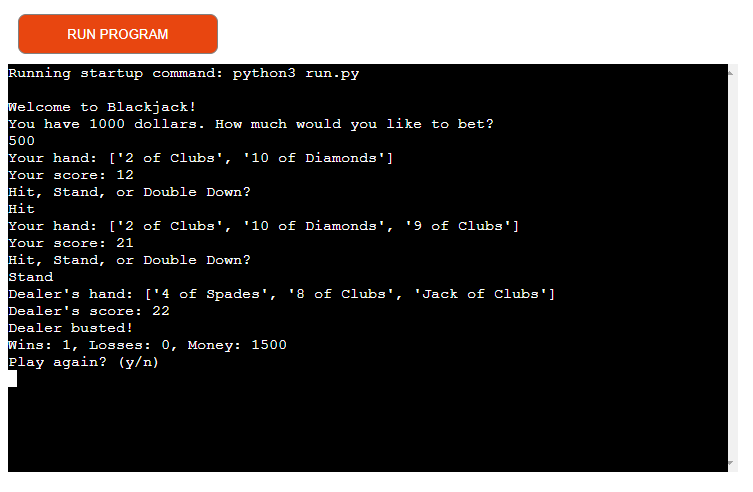 RUN PROGRAM
Running startup command: python3 run.py
Welcome to Blackjack!
You have 1000 dollars. How much would you like to bet?
500
Your hand: ['2 of Clubs', '10 of Diamonds']
Your score: 12
Hit, Stand, or Double Down?
Hit
Your hand: ['2 of Clubs', '10 of Diamonds', '9 of Clubs']
Your score: 21
Hit, Stand, or Double Down?
Stand
Dealer's hand: ['4 of Spades', '8 of Clubs', 'Jack of Clubs']
Dealer's score: 22
Dealer busted!
Wins: 1, Losses: 0, Money: 1500
Play again? (y/n)